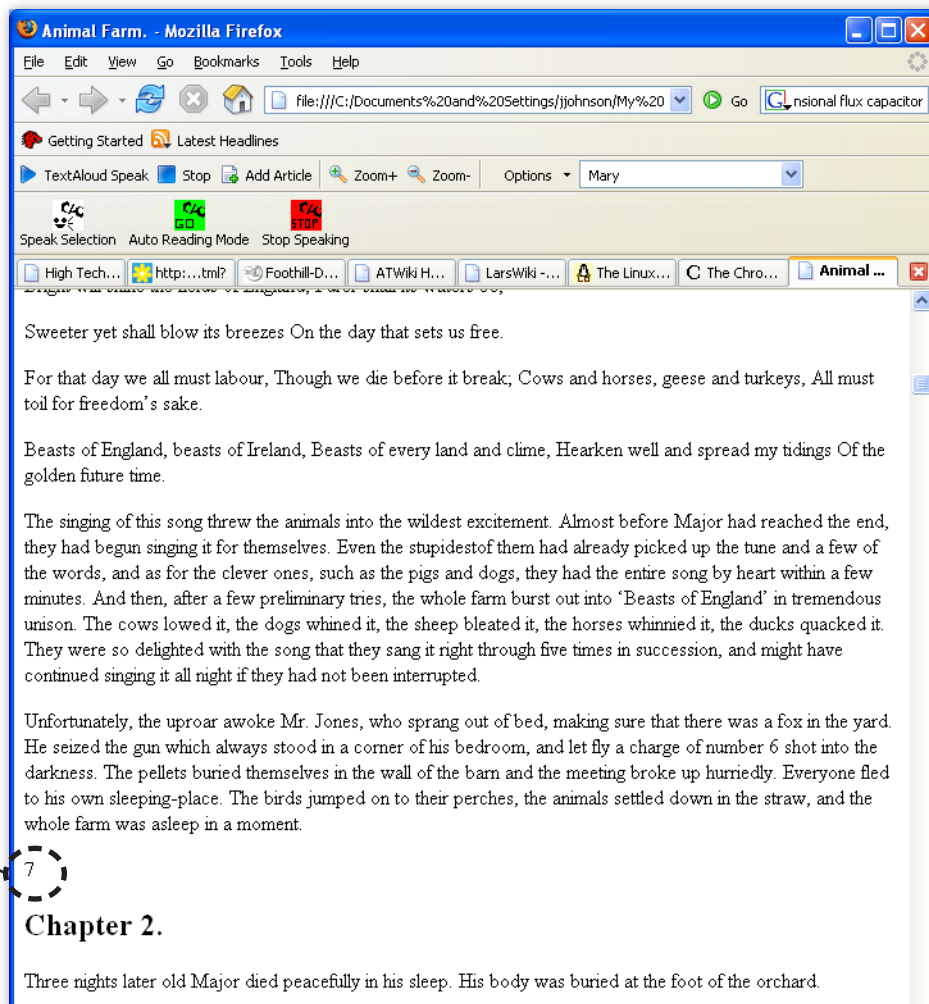 Animal Farm. - Mozilla Firefox
File Edit View Go Bookmarks Tools Help
file:///C:/Documents%20and%20Settings/jjohnson/My%20 Go G nsional flux capacitor
Getting Started Latest Headlines
TextAloud Speak Stop Add Article Zoom+ Zoom- Options Mary
GO STOP
Speak Selection Auto Reading Mode Stop Speaking
High Tech... http:...tml? Foothill-D... ATWiki H... LarsWiki -... The Linux... C The Chro... Animal ...
Sweeter yet shall blow its breezes On the day that sets us free.
For that day we all must labour, Though we die before it break; Cows and horses, geese and turkeys, All must
toil for freedom's sake.
Beasts of England, beasts of Ireland, Beasts of every land and clime, Hearken well and spread my tidings Of the
golden future time.
The singing of this song threw the animals into the wildest excitement. Almost before Major had reached the end,
they had begun singing it for themselves. Even the stupidestof them had already picked up the tune and a few of
the words, and as for the clever ones, such as the pigs and dogs, they had the entire song by heart within a few
minutes. And then, after a few preliminary tries, the whole farm burst out into 'Beasts of England' in tremendous
unison. The cows lowed it, the dogs whined it, the sheep bleated it, the horses whinnied it, the ducks quacked it.
They were so delighted with the song that they sang it right through five times in succession, and might have
continued singing it all night if they had not been interrupted.
Unfortunately, the uproar awoke Mr. Jones, who sprang out of bed, making sure that there was a fox in the yard.
He seized the gun which always stood in a corner of his bedroom, and let fly a charge of number 6 shot into the
darkness. The pellets buried themselves in the wall of the barn and the meeting broke up hurriedly. Everyone fled
to his own sleeping-place. The birds jumped on to their perches, the animals settled down in the straw, and the
whole farm was asleep in a moment.
7
Chapter 2.
Three nights later old Major died peacefully in his sleep. His body was buried at the foot of the orchard.